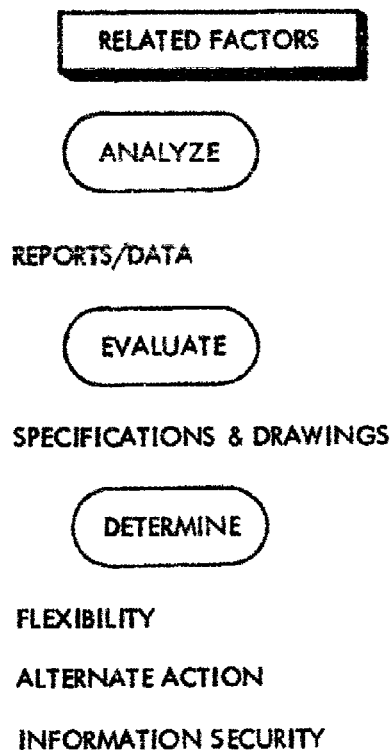 RELATED FACTORS
ANALYZE
REPORTS/DATA
EVALUATE
SPECIFICATIONS & DRAWINGS
DETERMINE
FLEXIBILITY
ALTERNATE ACTION
INFORMATION SECURITY